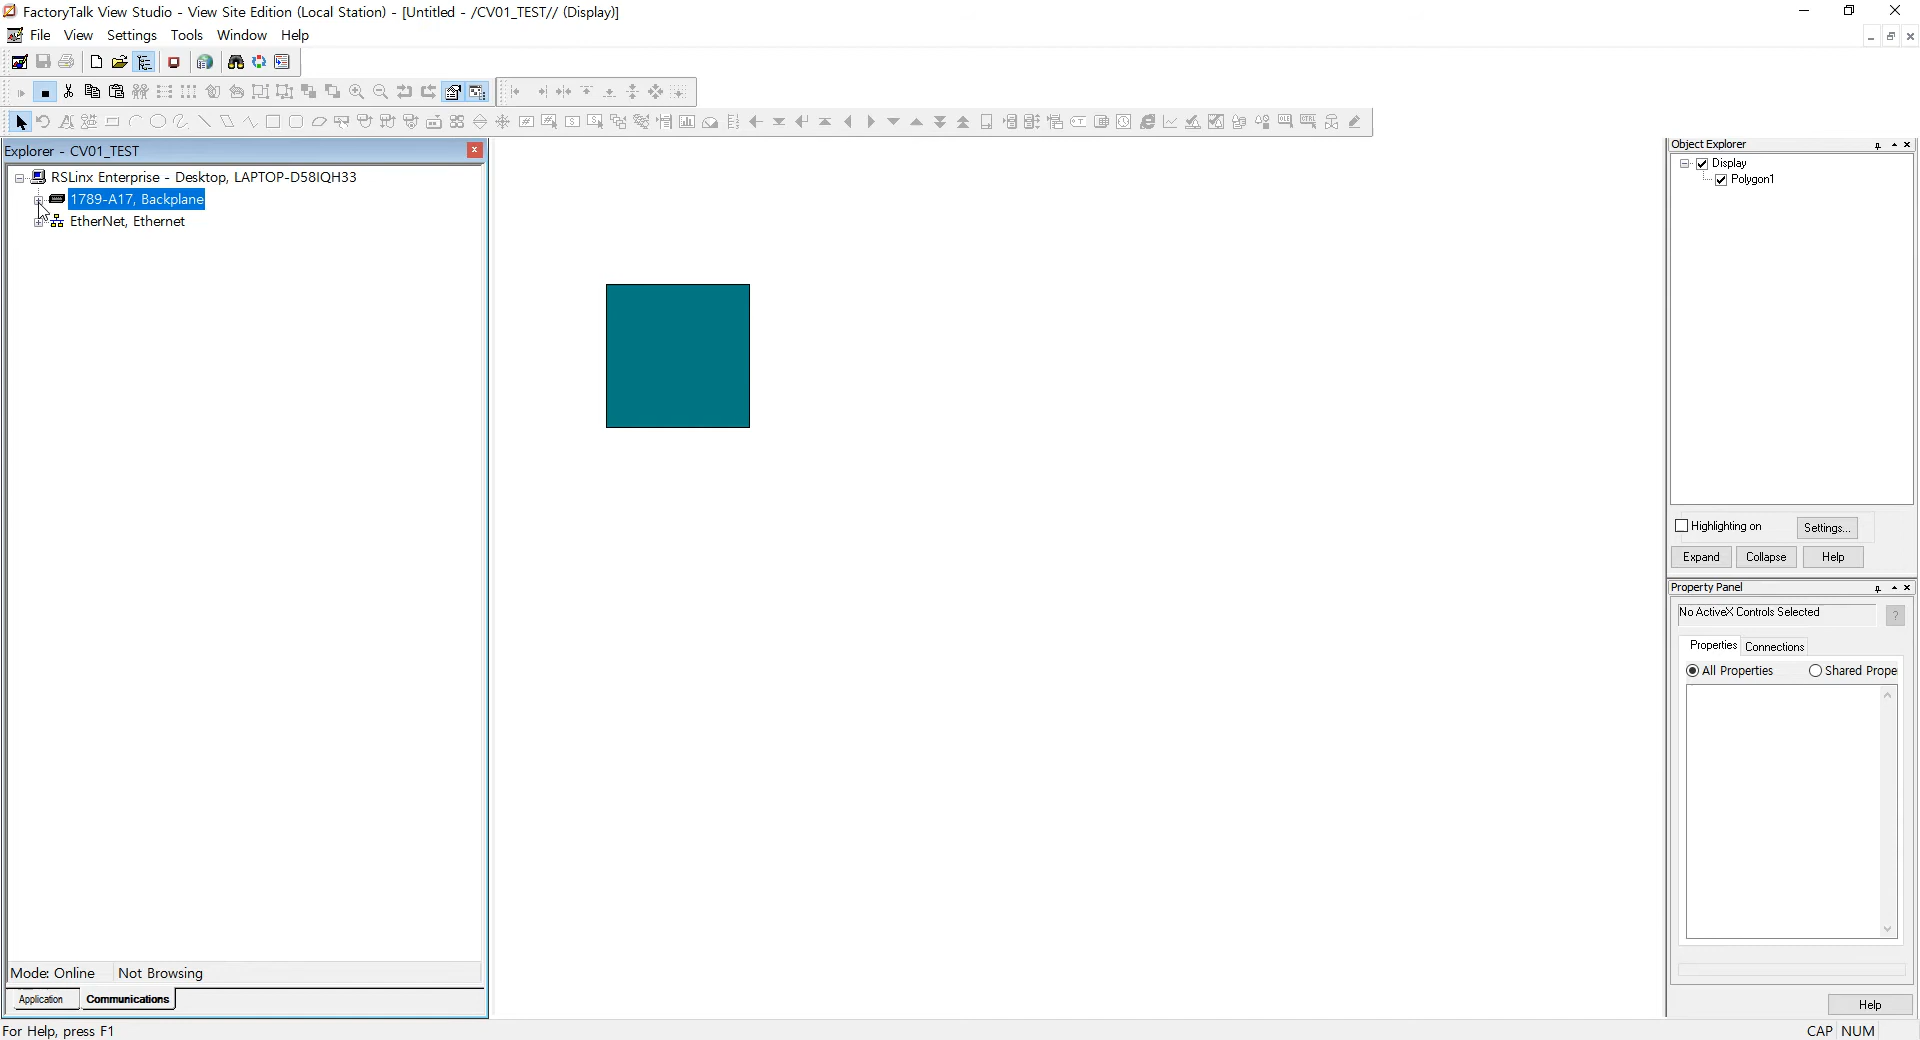 FactoryTalk View Studio - View Site Edition (Local Station) - [Untitled - /CV01_TEST// (Display)]
File View Settings Tools Window Help
Explorer - CV01_TEST
RSLinx Enterprise - Desktop, LAPTOP-D58IQH33
1789-A17, Backplane
EtherNet, Ethernet
Mode: Online Not Browsing
Application Communications
Object Explorer
Display
Polygon1
Highlighting on Settings...
Expand Collapse Help
Property Panel
No ActiveX Controls Selected ?
Properties Connections
All Properties Shared Prope
Help
For Help, press F1
CAP NUM